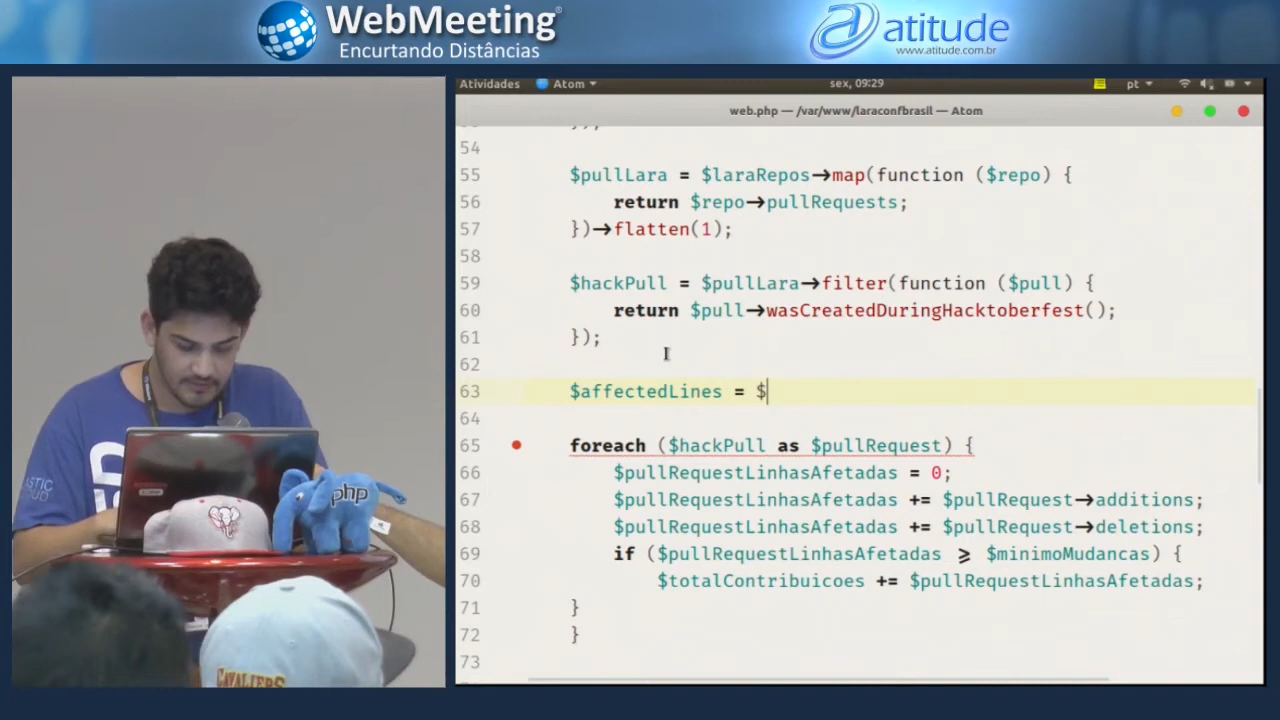 WebMeeting®
Encurtando Distâncias
atitude
www.atitude.com.br
Atividades Atom sex, 09:29 pt
web.php — /var/www/laraconfbrasil — Atom
54
55 $pullLara = $laraRepos→map(function ($repo) {
56 return $repo→pullRequests;
57 })→flatten(1);
58
59 $hackPull = $pullLara→filter(function ($pull) {
60 return $pull→wasCreatedDuringHacktoberfest();
61 });
62
63 $affectedLines = $
64
65 foreach ($hackPull as $pullRequest) {
66 $pullRequestLinhasAfetadas = 0;
67 $pullRequestLinhasAfetadas += $pullRequest→additions;
68 $pullRequestLinhasAfetadas += $pullRequest→deletions;
69 if ($pullRequestLinhasAfetadas ⩾ $minimoMudancas) {
70 $totalContribuicoes += $pullRequestLinhasAfetadas;
71 }
72 }
73
php
CAVALIERS